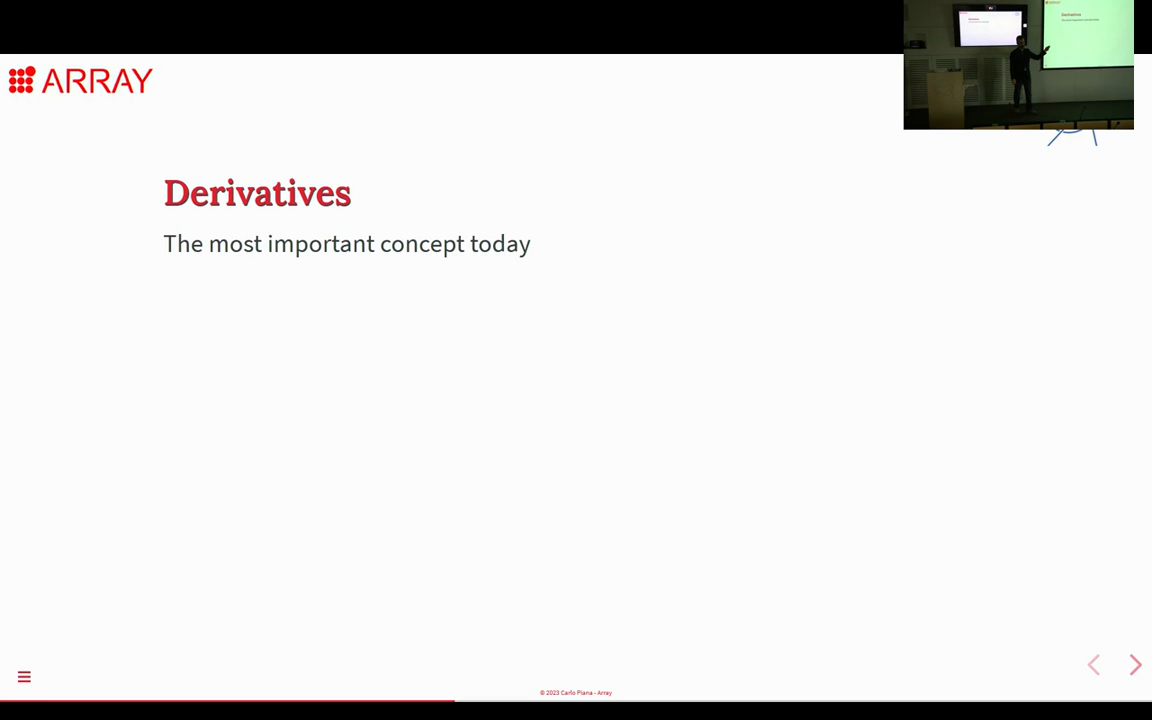 ARRAY
Derivatives
The most important concept today
© 2023 Carlo Piana - Array